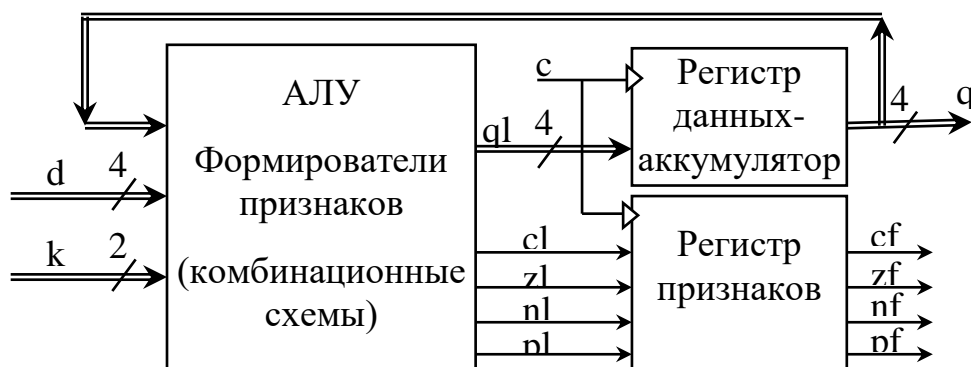 АЛУ
Формирователи
признаков
(комбинационные
схемы)
d
4
k
2
c
ql
4
cl
zl
nl
pl
Регистр
данных-
аккумулятор
4
q
Регистр
признаков
cf
zf
nf
pf